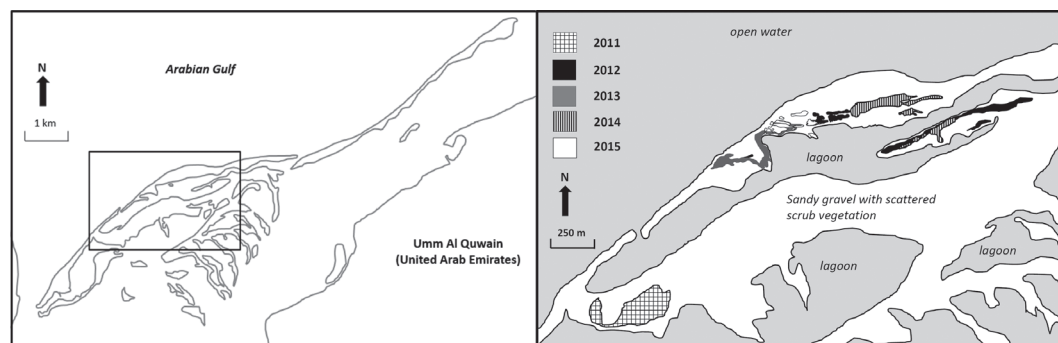 Arabian Gulf
N
1 km
Umm Al Quwain
(United Arab Emirates)
open water
2011
2012
2013
2014
2015
N
250 m
lagoon
Sandy gravel with scattered
scrub vegetation
lagoon
lagoon